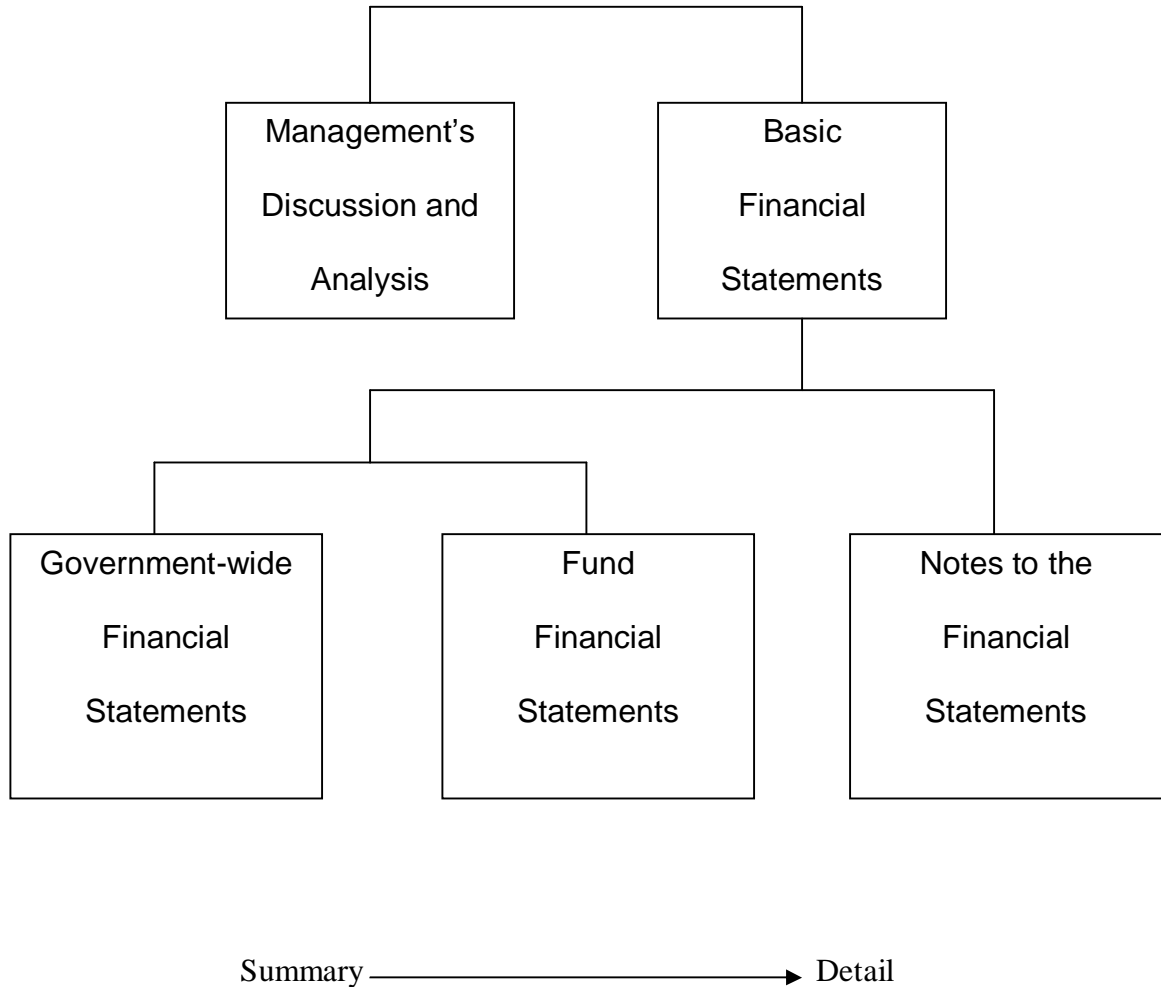 Management’s
Discussion and
Analysis
Basic
Financial
Statements
Government-wide
Financial
Statements
Fund
Financial
Statements
Notes to the
Financial
Statements
Summary
Detail